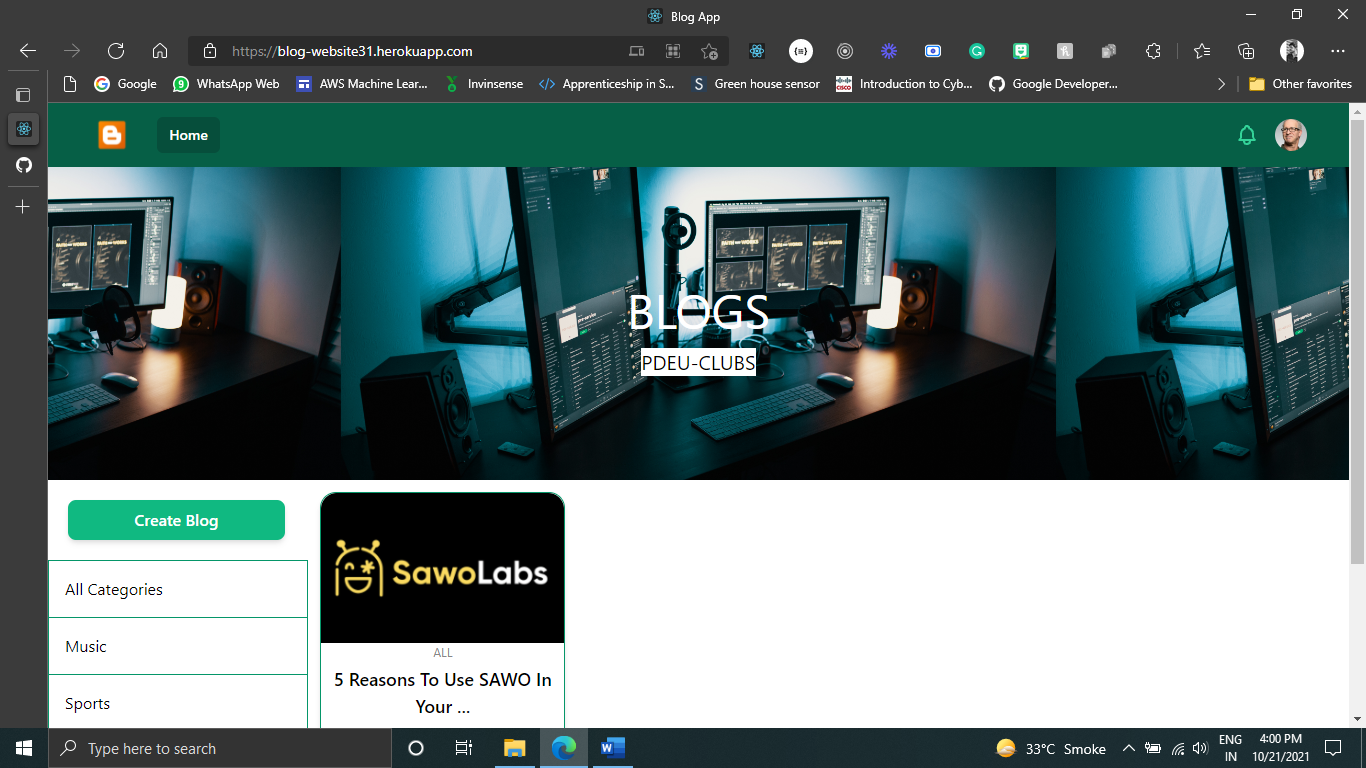 Blog App
https://blog-website31.herokuapp.com
Google
WhatsApp Web
AWS Machine Lear...
Invinsense
Apprenticeship in S...
Green house sensor
Introduction to Cyb...
Google Developer...
Other favorites
Home
BLOGS
PDEU-CLUBS
Create Blog
All Categories
Music
Sports
SawoLabs
ALL
5 Reasons To Use SAWO In
Your ...
Type here to search
33°C Smoke
ENG
IN
4:00 PM
10/21/2021